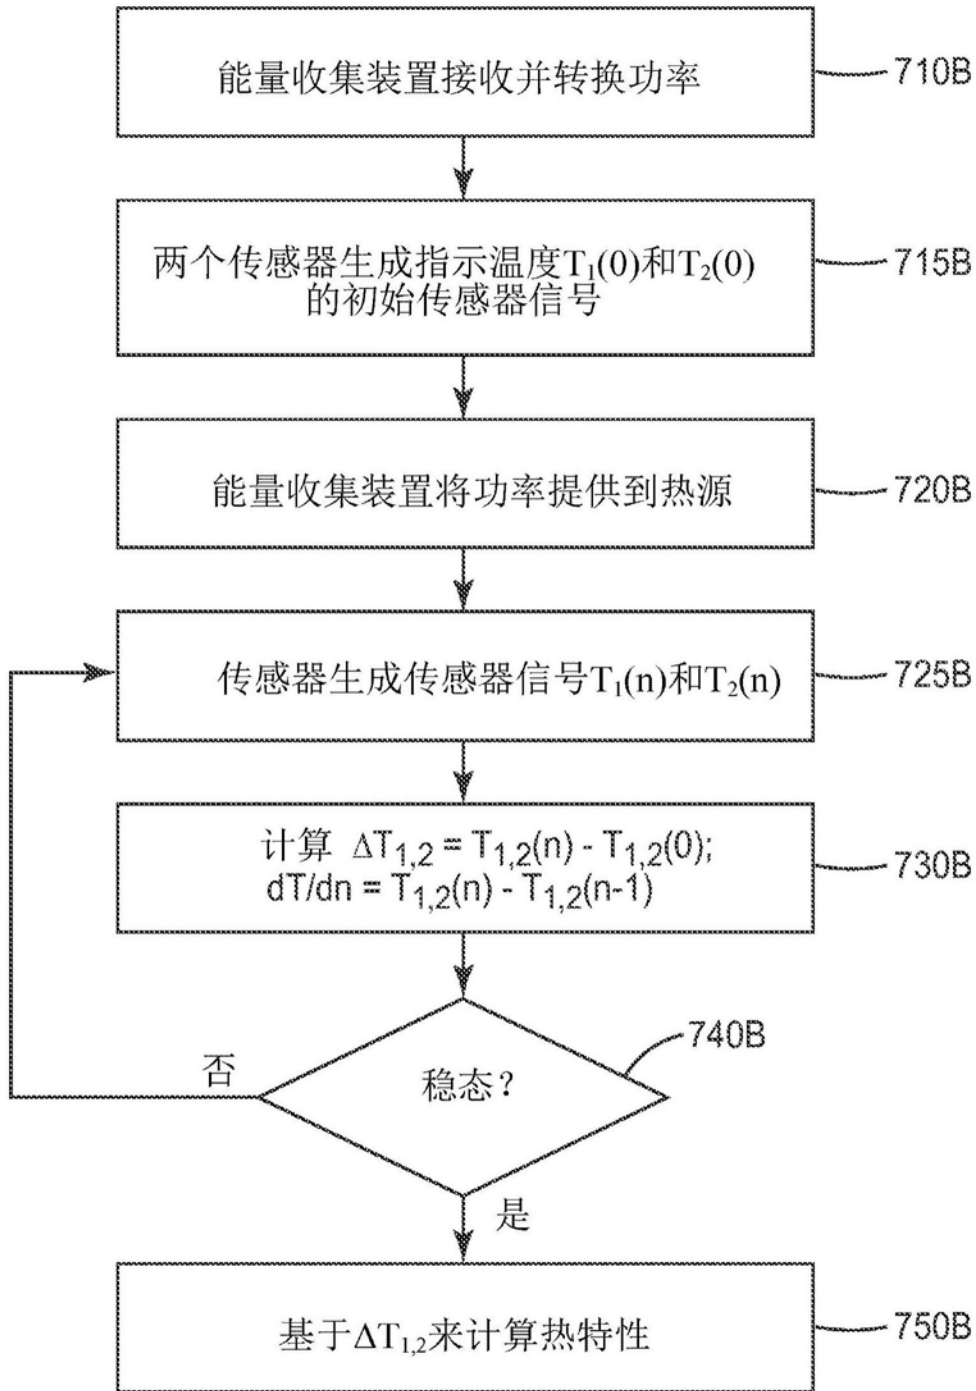 能量收集装置接收并转换功率
710B
两个传感器生成指示温度T₁(0)和T₂(0)
的初始传感器信号
715B
能量收集装置将功率提供到热源
720B
传感器生成传感器信号T₁(n)和T₂(n)
725B
计算 ΔT₁,₂ = T₁,₂(n) - T₁,₂(0);
dT/dn = T₁,₂(n) - T₁,₂(n-1)
730B
740B
稳态？
否
是
基于ΔT₁,₂来计算热特性
750B